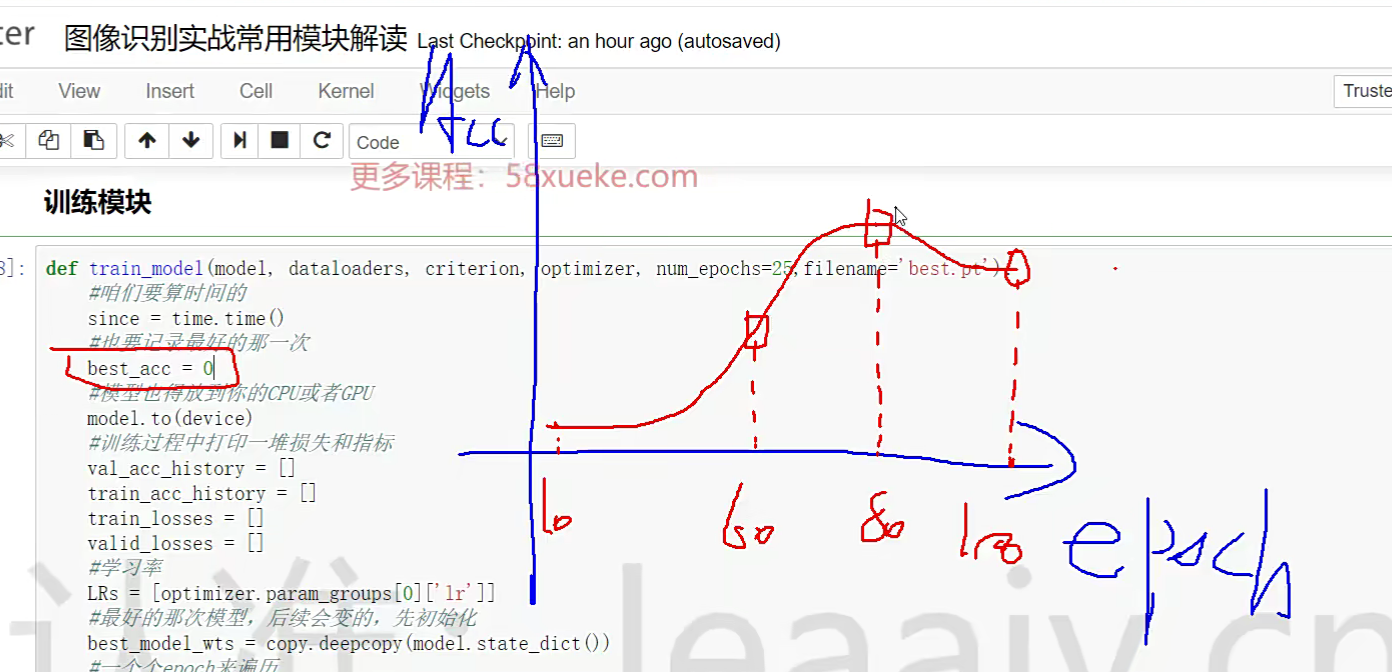 ter 图像识别实战常用模块解读 Last Checkpoint: an hour ago (autosaved)
dit View Insert Cell Kernel Widgets Help Truste
Code
Acc
更多课程：58xueke.com
训练模块
8]: def train_model(model, dataloaders, criterion, optimizer, num_epochs=25,filename='best.pt')
#咱们要算时间的
since = time.time()
#也要记录最好的那一次
best_acc = 0
#模型也得放到你的CPU或者GPU
model.to(device)
#训练过程中打印一堆损失和指标
val_acc_history = []
train_acc_history = []
train_losses = []
valid_losses = []
10 60 80 100
epoch
#学习率
LRs = [optimizer.param_groups[0]['lr']]
#最好的那次模型，后续会变的，先初始化
best_model_wts = copy.deepcopy(model.state_dict())
#一个个epoch来遍历